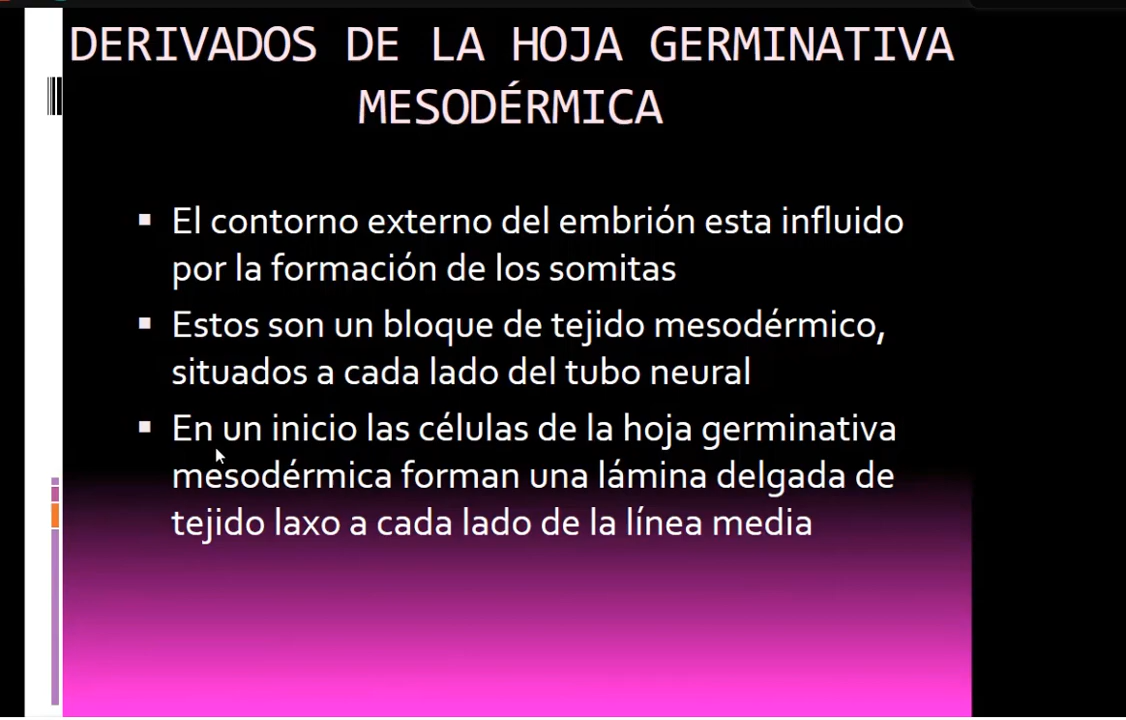 DERIVADOS DE LA HOJA GERMINATIVA
MESODÉRMICA
▪ El contorno externo del embrión esta influido
por la formación de los somitas
▪ Estos son un bloque de tejido mesodérmico,
situados a cada lado del tubo neural
▪ En un inicio las células de la hoja germinativa
mesodérmica forman una lámina delgada de
tejido laxo a cada lado de la línea media